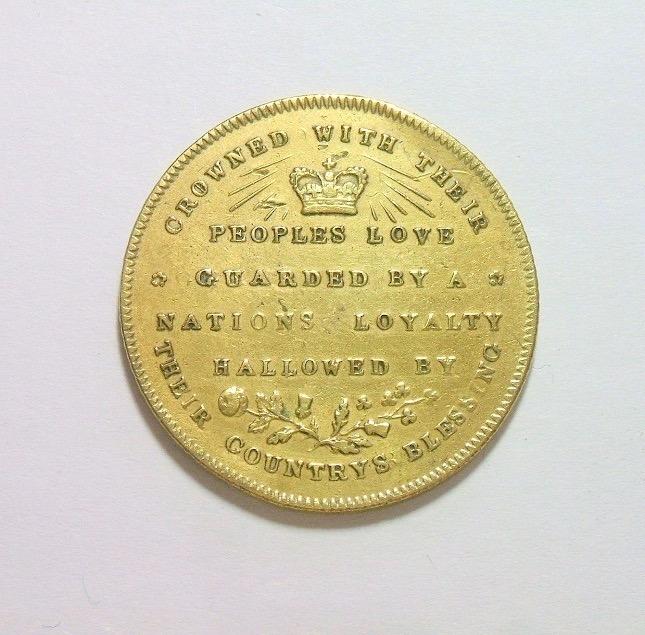 CROWNED WITH THEIR
PEOPLES LOVE
GUARDED BY A
NATIONS LOYALTY
HALLOWED BY
THEIR COUNTRYS BLESSING